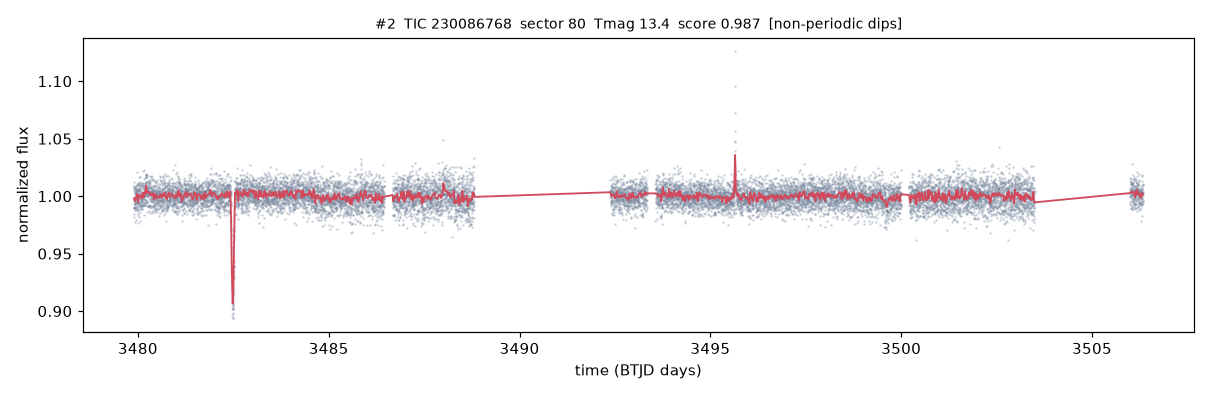 #2 TIC 230086768 sector 80 Tmag 13.4 score 0.987 [non-periodic dips]
normalized flux
1.10
1.05
1.00
0.95
0.90
3480 3485 3490 3495 3500 3505
time (BTJD days)